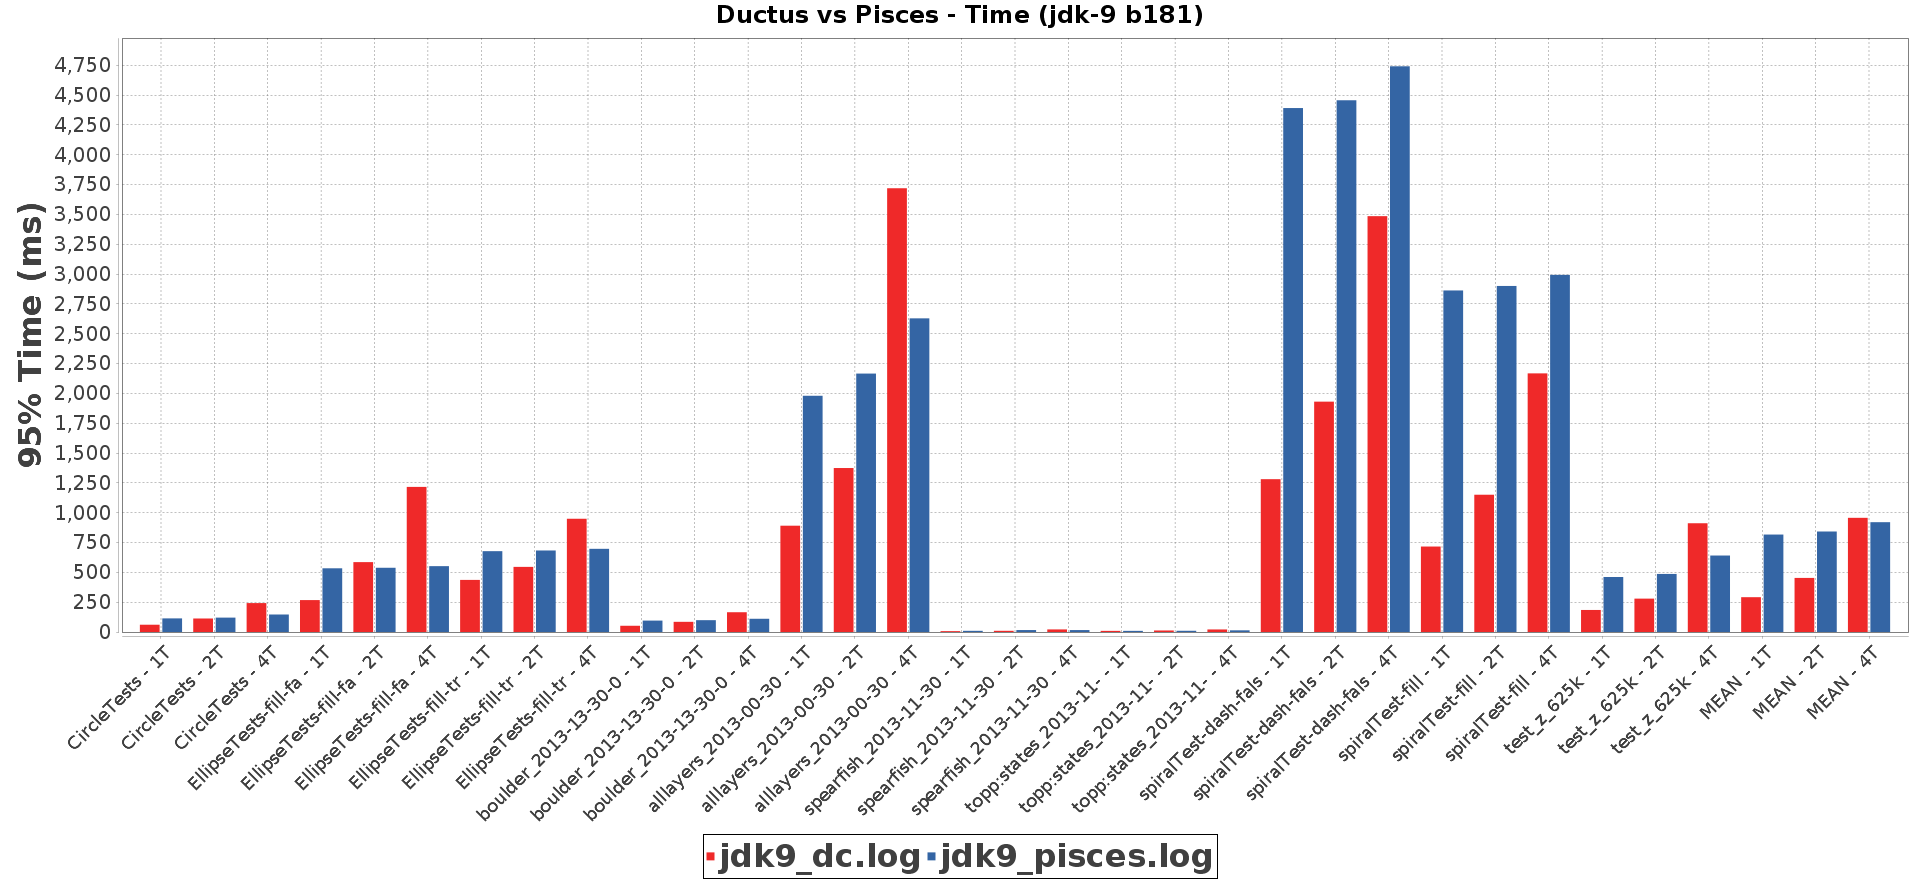 Ductus vs Pisces - Time (jdk-9 b181)
95% Time (ms)
4,750
4,500
4,250
4,000
3,750
3,500
3,250
3,000
2,750
2,500
2,250
2,000
1,750
1,500
1,250
1,000
750
500
250
0
CircleTests - 1T
CircleTests - 2T
CircleTests - 4T
EllipseTests-fill-fa - 1T
EllipseTests-fill-fa - 2T
EllipseTests-fill-fa - 4T
EllipseTests-fill-tr - 1T
EllipseTests-fill-tr - 2T
EllipseTests-fill-tr - 4T
boulder_2013-13-30-0 - 1T
boulder_2013-13-30-0 - 2T
boulder_2013-13-30-0 - 4T
alllayers_2013-00-30 - 1T
alllayers_2013-00-30 - 2T
alllayers_2013-00-30 - 4T
spearfish_2013-11-30 - 1T
spearfish_2013-11-30 - 2T
spearfish_2013-11-30 - 4T
topp:states_2013-11- - 1T
topp:states_2013-11- - 2T
topp:states_2013-11- - 4T
spiralTest-dash-fals - 1T
spiralTest-dash-fals - 2T
spiralTest-dash-fals - 4T
spiralTest-fill - 1T
spiralTest-fill - 2T
spiralTest-fill - 4T
test_z_625k - 1T
test_z_625k - 2T
test_z_625k - 4T
MEAN - 1T
MEAN - 2T
MEAN - 4T
jdk9_dc.log jdk9_pisces.log